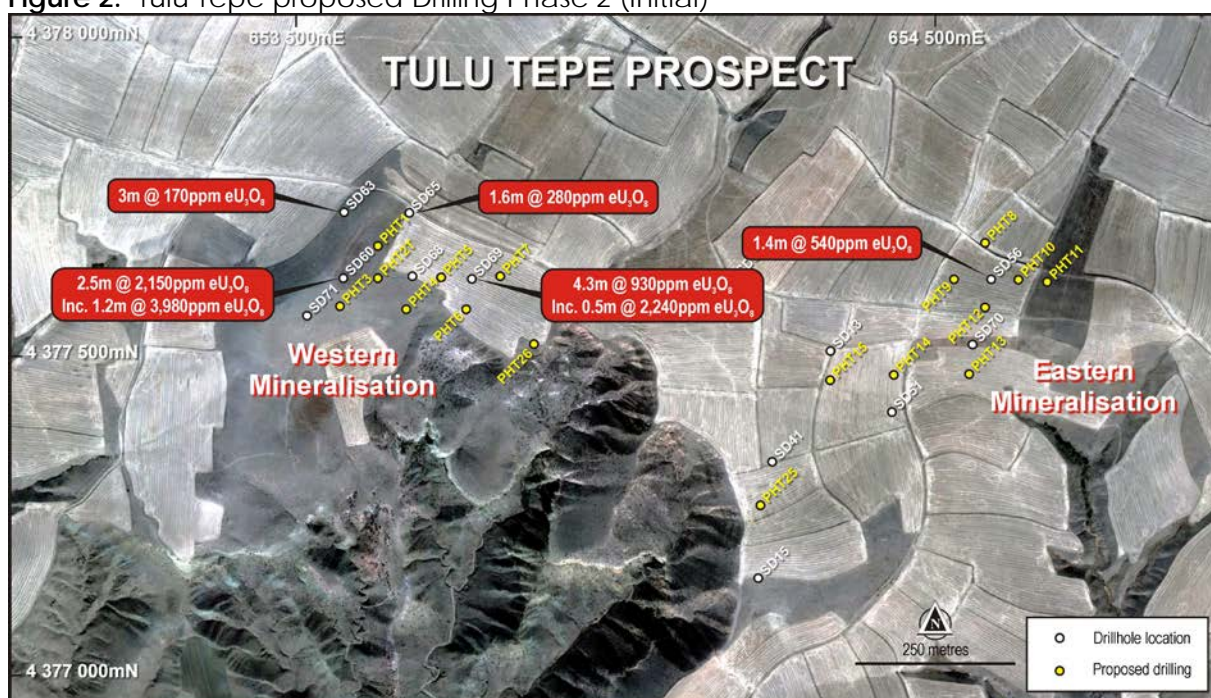 Figure 2: Tulu Tepe proposed Drilling Phase 2 (initial)
4 378 000mN
653 500mE
654 500mE
TULU TEPE PROSPECT
3m @ 170ppm eU₃O₈
SD63
SD65
1.6m @ 280ppm eU₃O₈
PHT1
PHT8
1.4m @ 540ppm eU₃O₈
SD56
PHT10
PHT11
2.5m @ 2,150ppm eU₃O₈
Inc. 1.2m @ 3,980ppm eU₃O₈
SD60
PHT21
SD68
PHT5
SD69
PHT7
4.3m @ 930ppm eU₃O₈
Inc. 0.5m @ 2,240ppm eU₃O₈
PHT9
SD71
PHT3
PHT4
PHT6
PHT12
SD70
4 377 500mN
Western
Mineralisation
PHT26
SD13
PHT15
PHT14
PHT13
Eastern
Mineralisation
SD51
SD41
PHT25
SD15
N
250 metres
Drillhole location
Proposed drilling
4 377 000mN